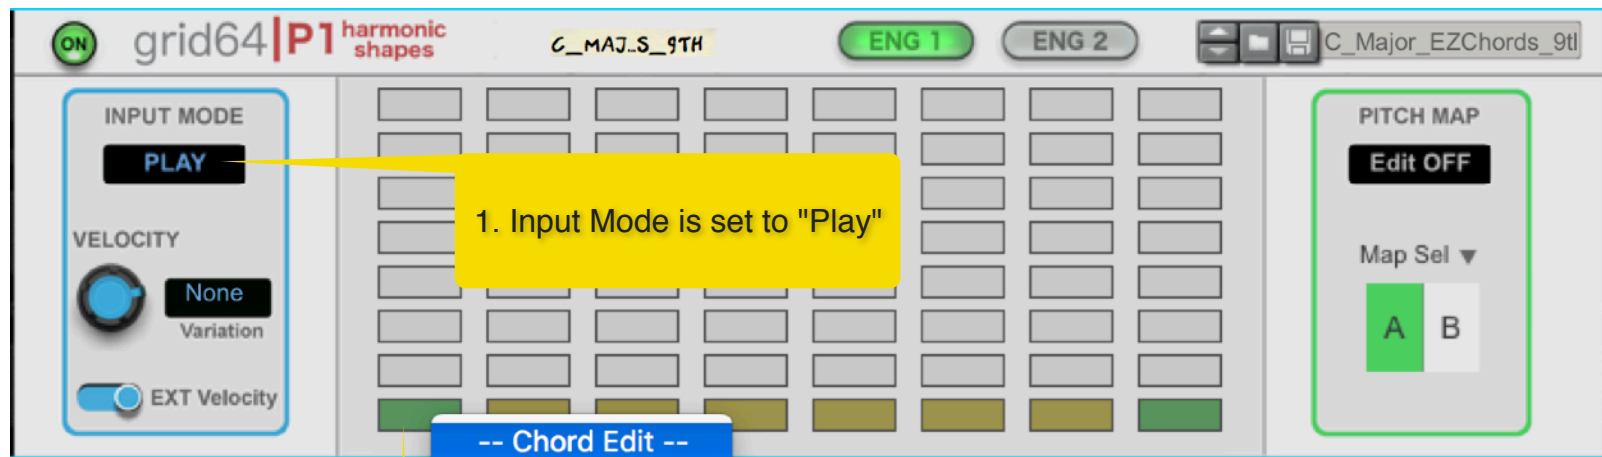 ON
grid64|P1 harmonic shapes
C_MAJ_S_9TH
ENG 1
ENG 2
C_Major_EZChords_9tl
INPUT MODE
PLAY
VELOCITY
None
Variation
EXT Velocity
1. Input Mode is set to "Play"
-- Chord Edit --
PITCH MAP
Edit OFF
Map Sel ▼
A B